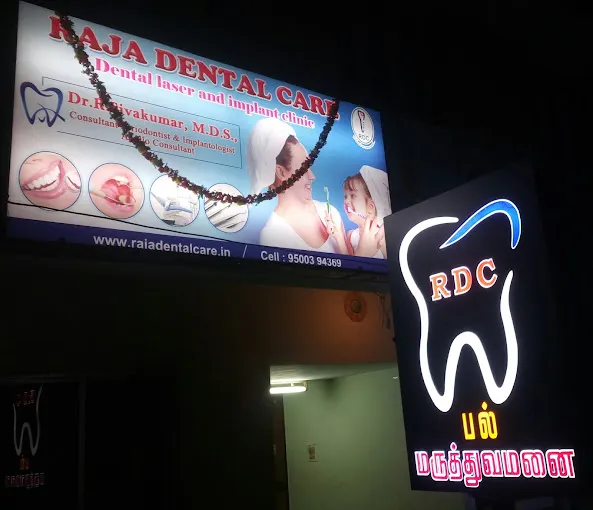 RAJA DENTAL CARE
Dental laser and implant clinic
Dr.R.Sivakumar, M.D.S.,
Consultant & Implantologist
Consultant
www.rajadentalcare.in / Cell : 95003 94369
RDC
பல்
மருத்துவமனை